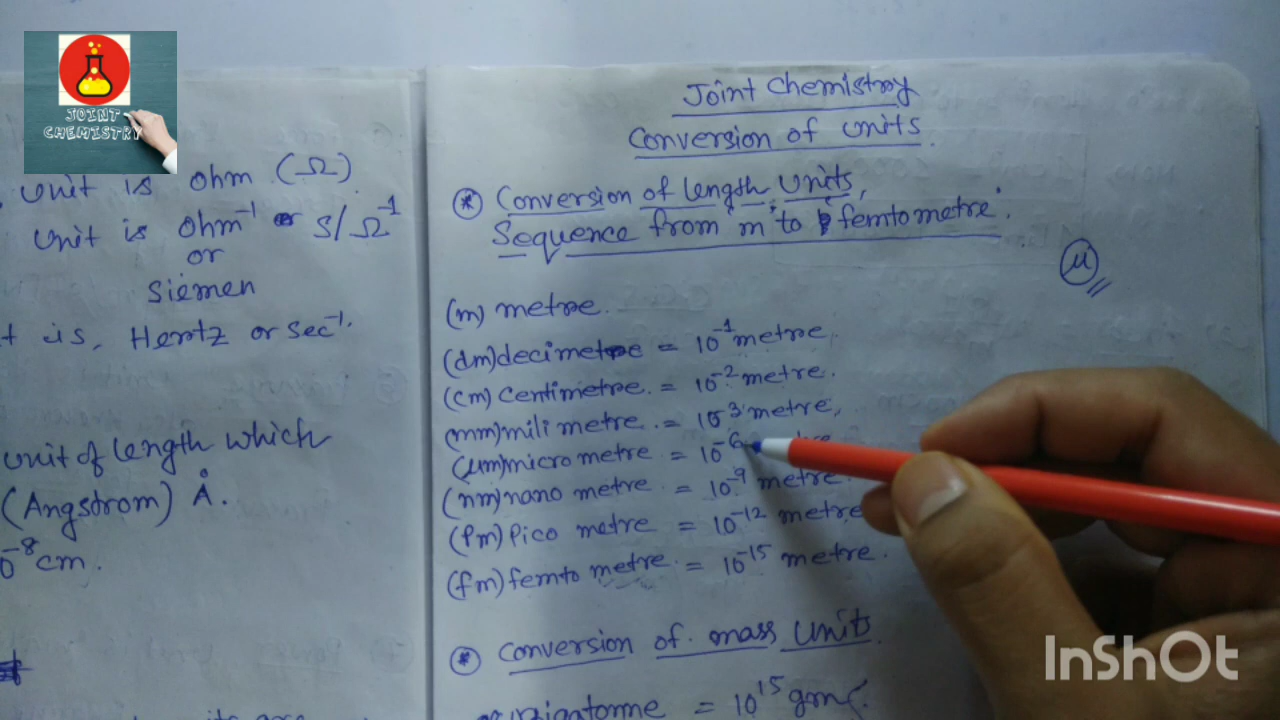 JOINT
CHEMISTRY
unit is ohm (Ω).
unit is ohm⁻¹ or S/Ω⁻¹
or
siemen
t is, Hertz or sec⁻¹.
unit of length which
(Angstrom) Å.
0⁻⁸ cm.
Joint Chemistry
Conversion of units.
* Conversion of length units,
Sequence from "m" to femtometre.
μ
(m) metre.
(dm) decimetre = 10⁻¹ metre.
(cm) centimetre. = 10⁻² metre.
(mm) mili metre. = 10⁻³ metre,
(μm) micro metre = 10⁻⁶ metre
(nm) nano metre = 10⁻⁹ metre.
(Pm) Pico metre = 10⁻¹² metre.
(fm) femto metre. = 10⁻¹⁵ metre.
* Conversion of mass units.
= 10¹⁵ gm.
InShOt